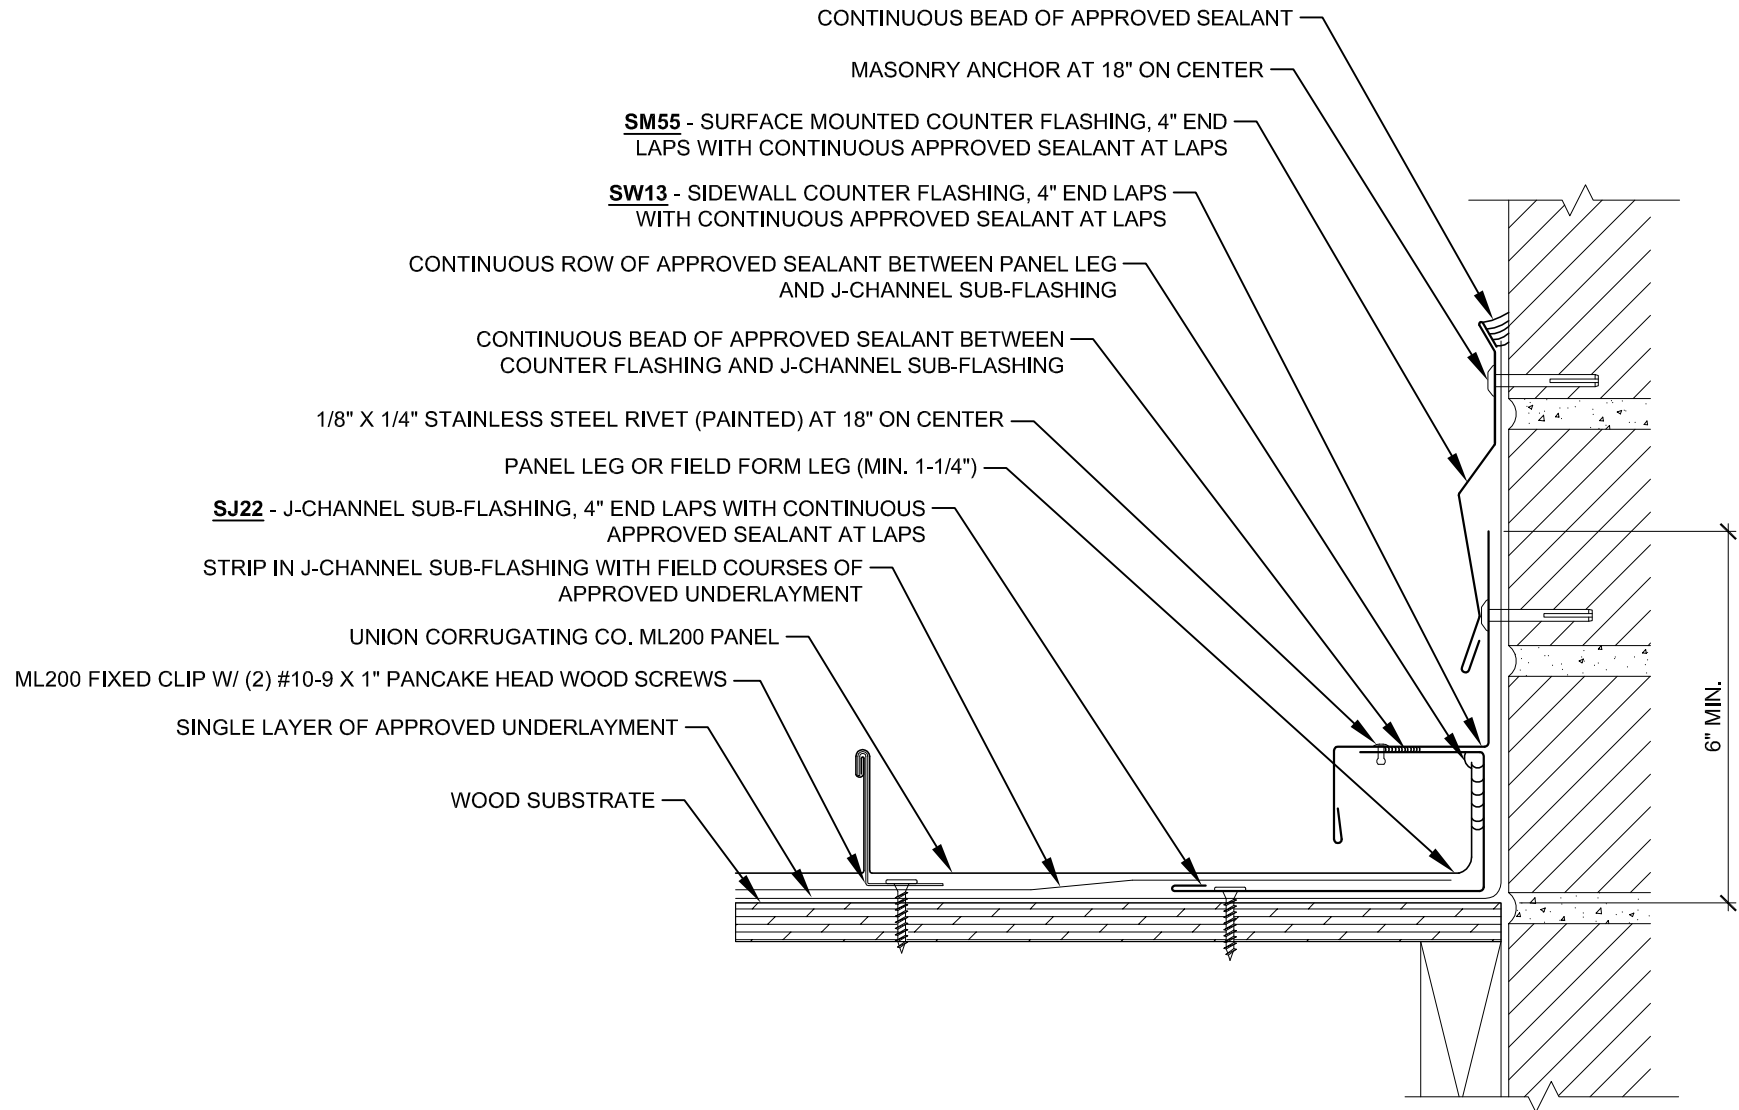 CONTINUOUS BEAD OF APPROVED SEALANT
MASONRY ANCHOR AT 18" ON CENTER
SM55 - SURFACE MOUNTED COUNTER FLASHING, 4" END
LAPS WITH CONTINUOUS APPROVED SEALANT AT LAPS
SW13 - SIDEWALL COUNTER FLASHING, 4" END LAPS
WITH CONTINUOUS APPROVED SEALANT AT LAPS
CONTINUOUS ROW OF APPROVED SEALANT BETWEEN PANEL LEG
AND J-CHANNEL SUB-FLASHING
CONTINUOUS BEAD OF APPROVED SEALANT BETWEEN
COUNTER FLASHING AND J-CHANNEL SUB-FLASHING
1/8" X 1/4" STAINLESS STEEL RIVET (PAINTED) AT 18" ON CENTER
PANEL LEG OR FIELD FORM LEG (MIN. 1-1/4")
SJ22 - J-CHANNEL SUB-FLASHING, 4" END LAPS WITH CONTINUOUS
APPROVED SEALANT AT LAPS
STRIP IN J-CHANNEL SUB-FLASHING WITH FIELD COURSES OF
APPROVED UNDERLAYMENT
UNION CORRUGATING CO. ML200 PANEL
ML200 FIXED CLIP W/ (2) #10-9 X 1" PANCAKE HEAD WOOD SCREWS
SINGLE LAYER OF APPROVED UNDERLAYMENT
WOOD SUBSTRATE
6" MIN.